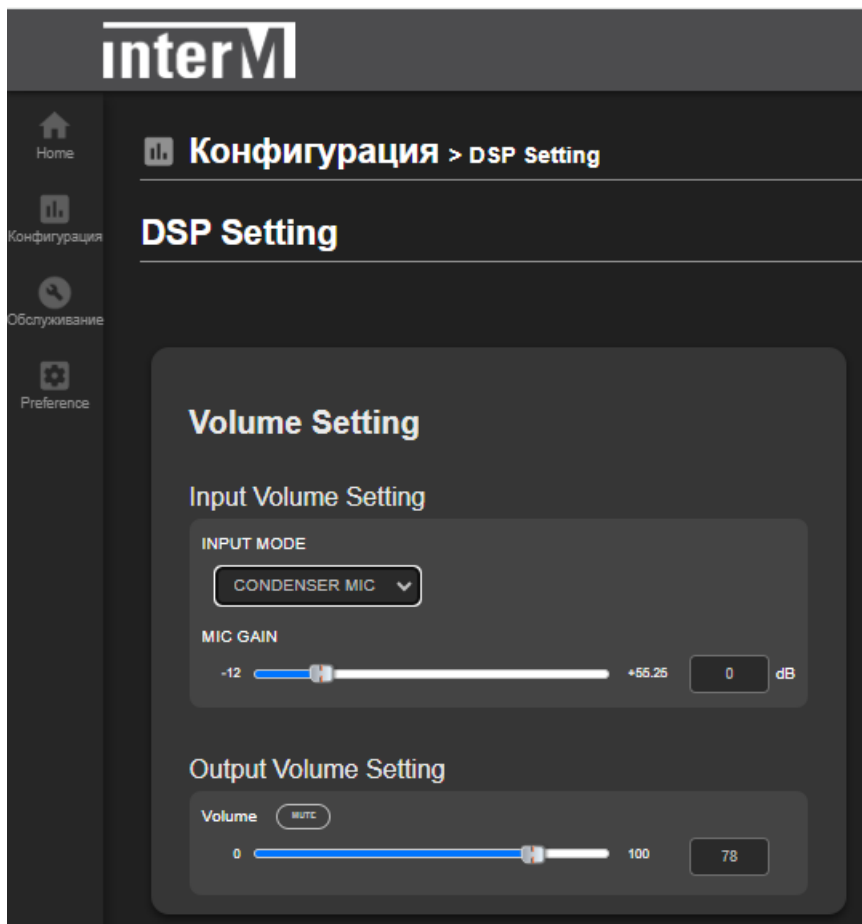 interM
Home
Конфигурация > DSP Setting
Конфигурация
DSP Setting
Обслуживание
Preference
Volume Setting
Input Volume Setting
INPUT MODE
CONDENSER MIC
MIC GAIN
-12 +55.25 0 dB
Output Volume Setting
Volume MUTE
0 100 78